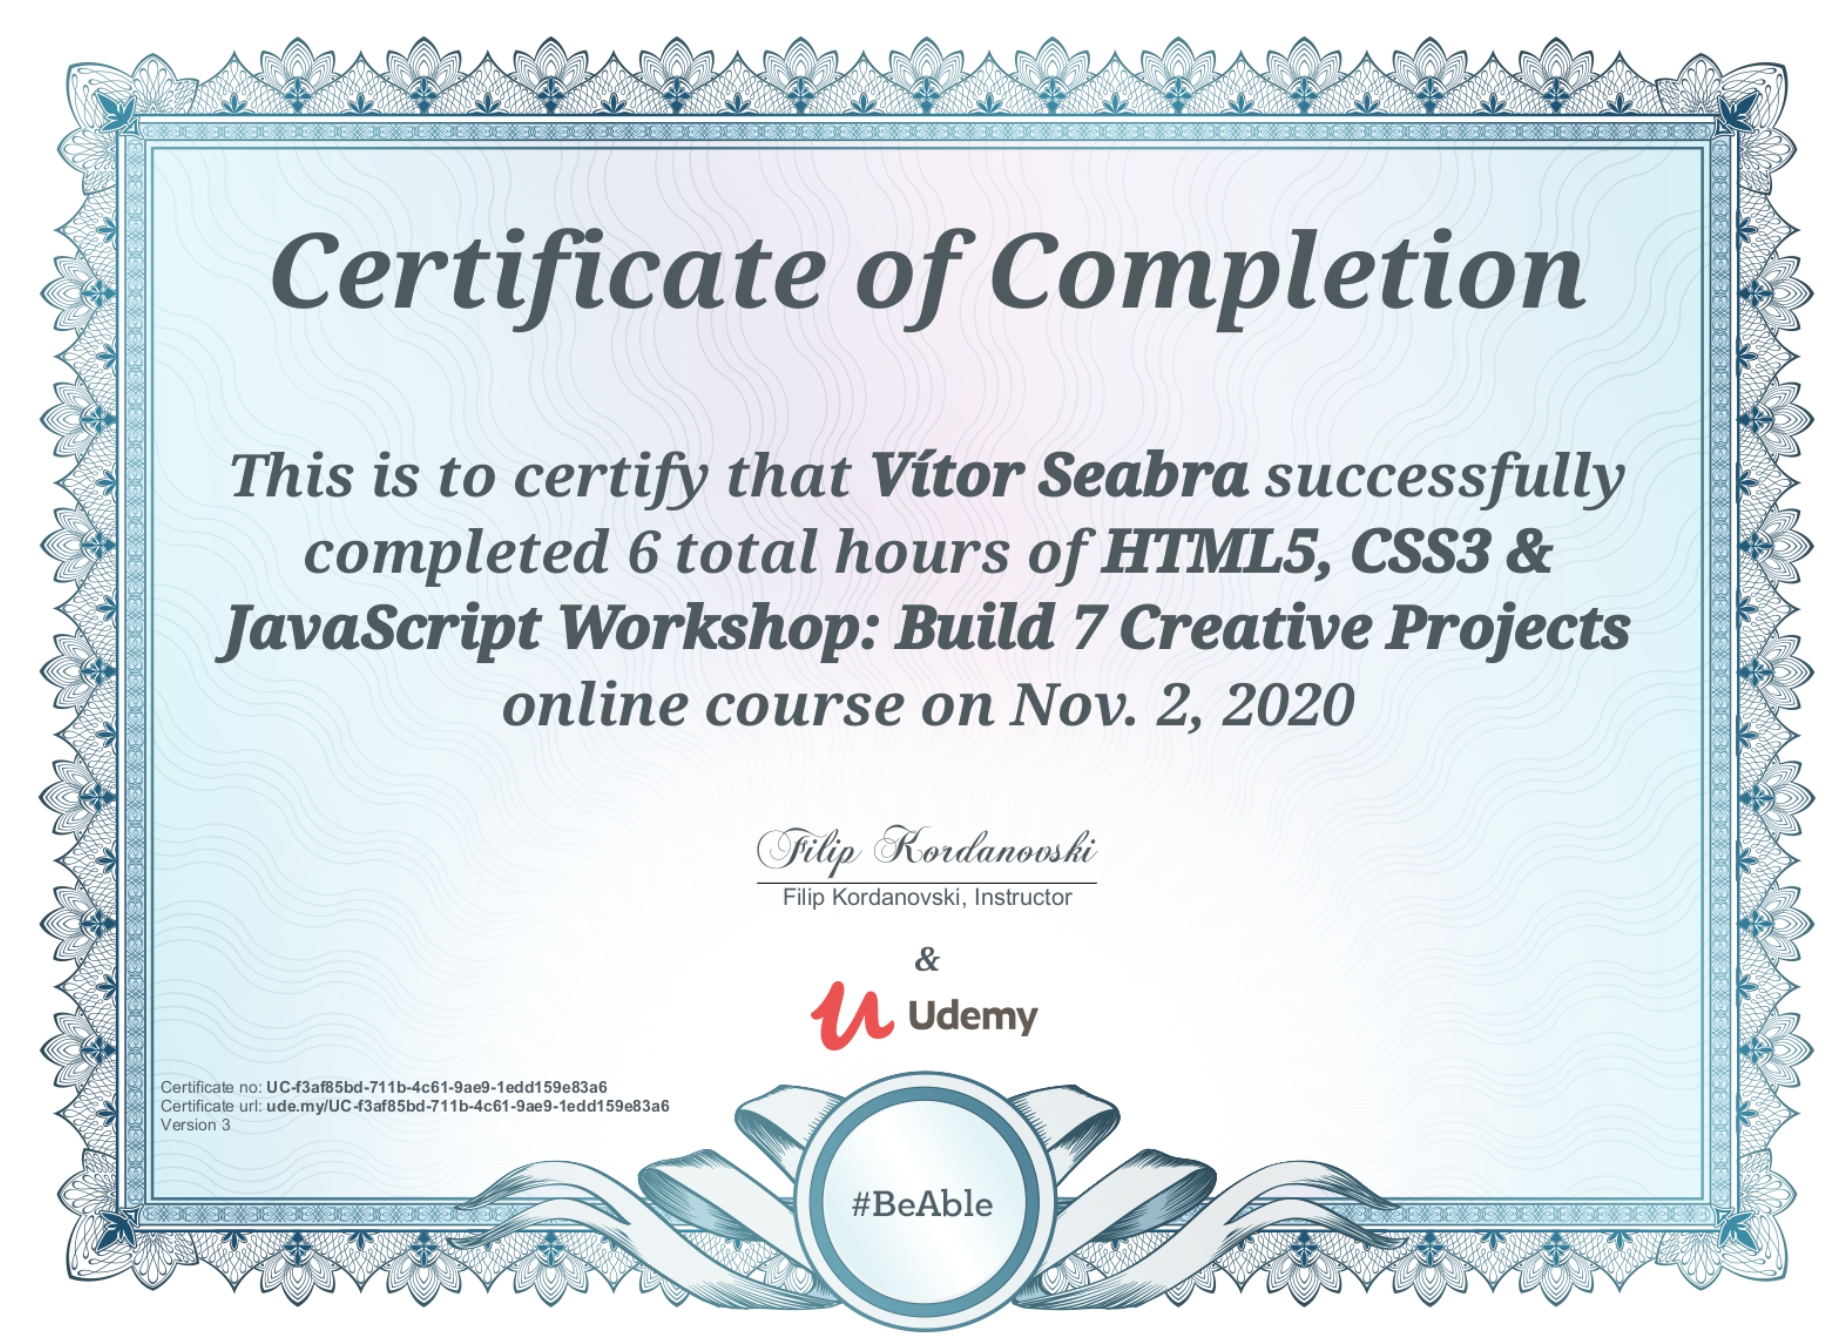 Certificate of Completion
This is to certify that Vítor Seabra successfully
completed 6 total hours of HTML5, CSS3 &
JavaScript Workshop: Build 7 Creative Projects
online course on Nov. 2, 2020
Filip Kordanovski
Filip Kordanovski, Instructor
&
Udemy
Certificate no: UC-f3af85bd-711b-4c61-9ae9-1edd159e83a6
Certificate url: ude.my/UC-f3af85bd-711b-4c61-9ae9-1edd159e83a6
Version 3
#BeAble